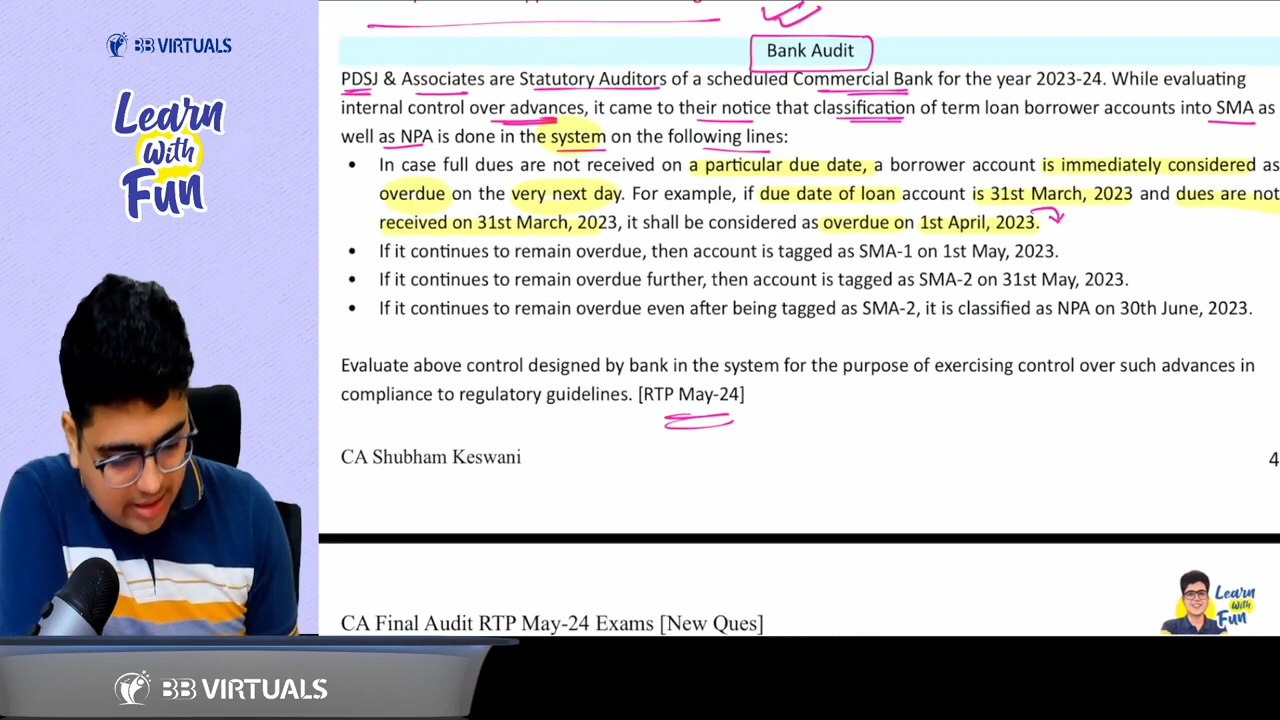 BB VIRTUALS
Learn
With
Fun
Bank Audit
PDSJ & Associates are Statutory Auditors of a scheduled Commercial Bank for the year 2023-24. While evaluating
internal control over advances, it came to their notice that classification of term loan borrower accounts into SMA as
well as NPA is done in the system on the following lines:
• In case full dues are not received on a particular due date, a borrower account is immediately considered as
overdue on the very next day. For example, if due date of loan account is 31st March, 2023 and dues are not
received on 31st March, 2023, it shall be considered as overdue on 1st April, 2023.
• If it continues to remain overdue, then account is tagged as SMA-1 on 1st May, 2023.
• If it continues to remain overdue further, then account is tagged as SMA-2 on 31st May, 2023.
• If it continues to remain overdue even after being tagged as SMA-2, it is classified as NPA on 30th June, 2023.
Evaluate above control designed by bank in the system for the purpose of exercising control over such advances in
compliance to regulatory guidelines. [RTP May-24]
CA Shubham Keswani
4
CA Final Audit RTP May-24 Exams [New Ques]
Learn
With
Fun
BB VIRTUALS